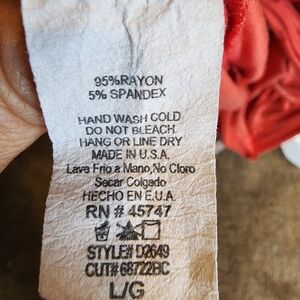 95%RAYON
5% SPANDEX
HAND WASH COLD
DO NOT BLEACH
HANG OR LINE DRY
MADE IN U.S.A.
Lave Frio a Mano,No Cloro
Secar Colgado
HECHO EN E.U.A.
RN # 45747
STYLE# D2649
CUT# 68722BC
L/G